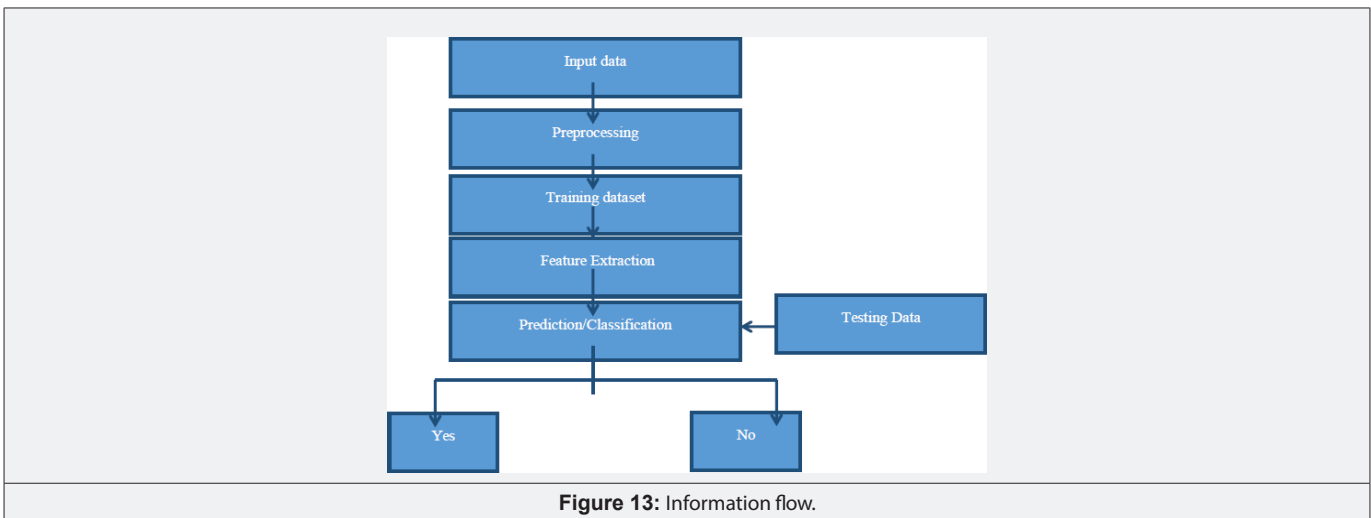 Input data
Preprocessing
Training dataset
Feature Extraction
Prediction/Classification
Testing Data
Yes
No
Figure 13: Information flow.